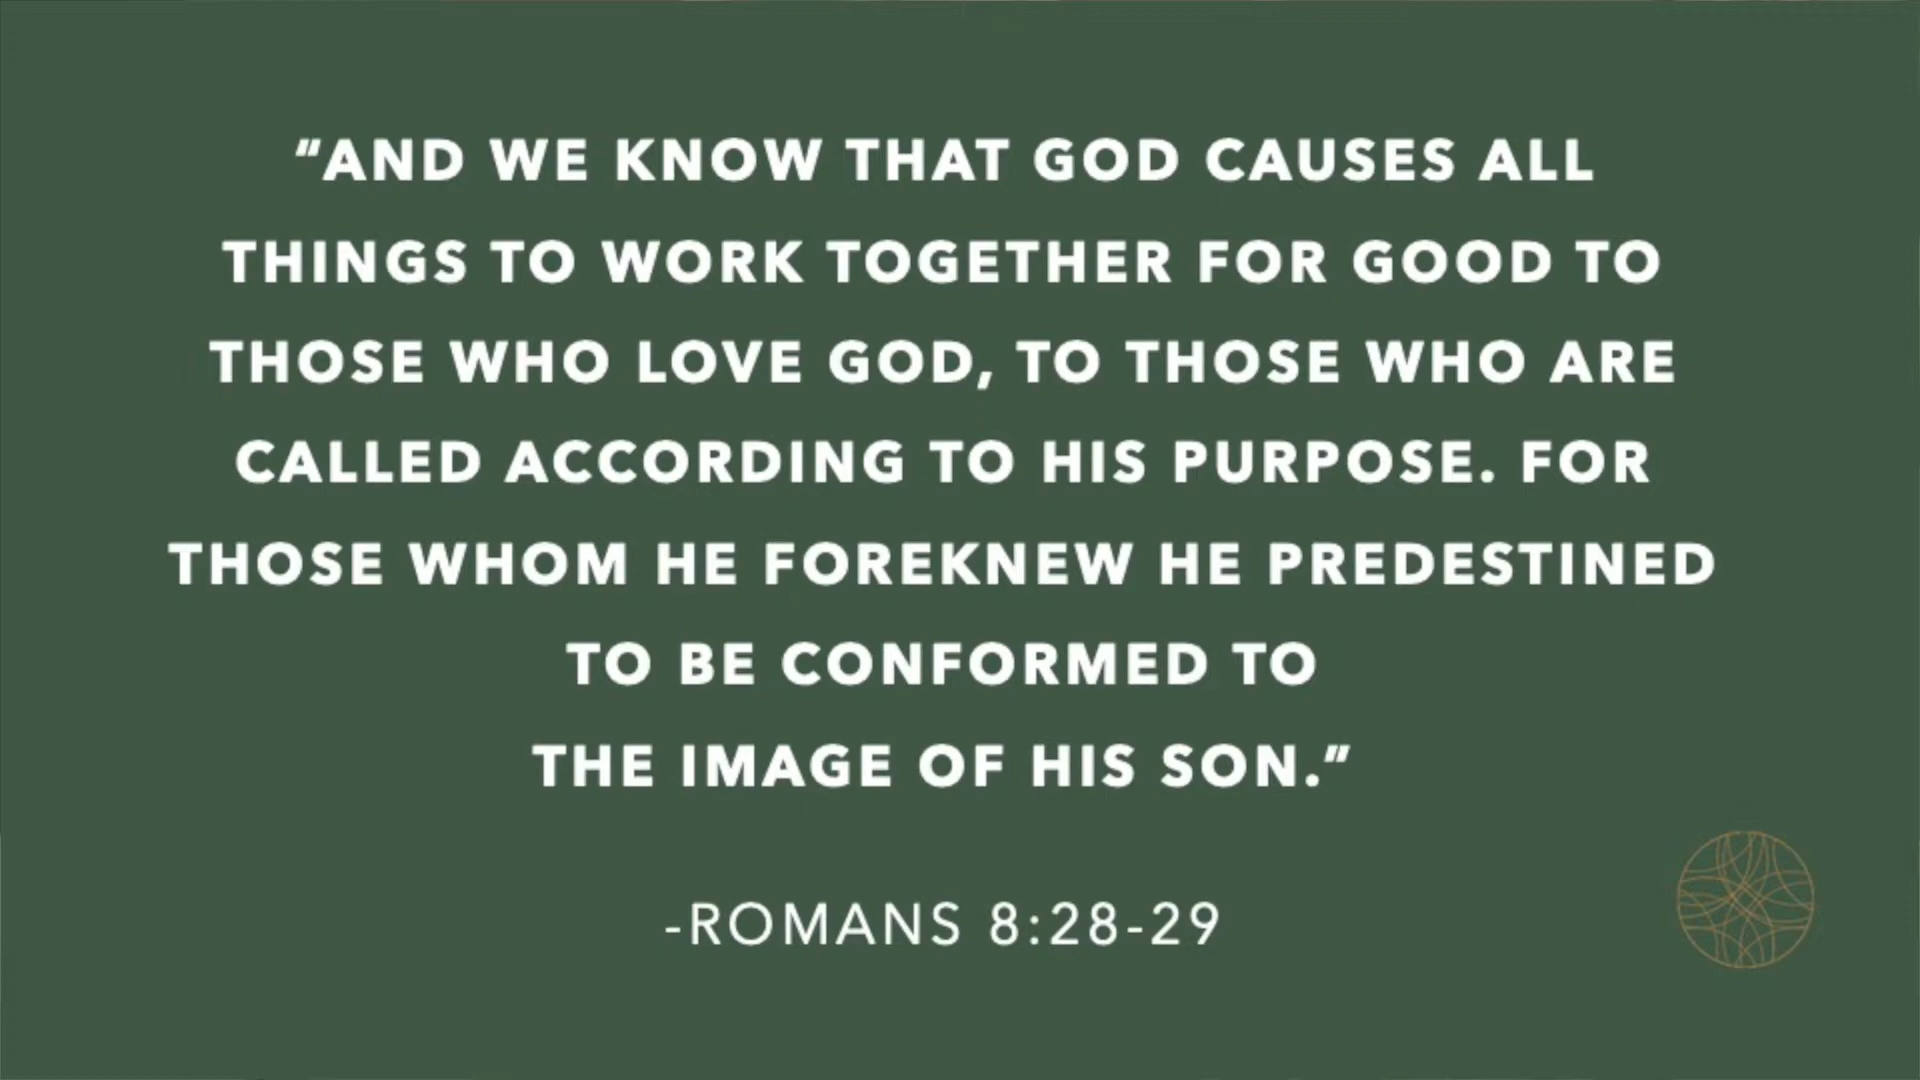 "AND WE KNOW THAT GOD CAUSES ALL
THINGS TO WORK TOGETHER FOR GOOD TO
THOSE WHO LOVE GOD, TO THOSE WHO ARE
CALLED ACCORDING TO HIS PURPOSE. FOR
THOSE WHOM HE FOREKNEW HE PREDESTINED
TO BE CONFORMED TO
THE IMAGE OF HIS SON."
-ROMANS 8:28-29